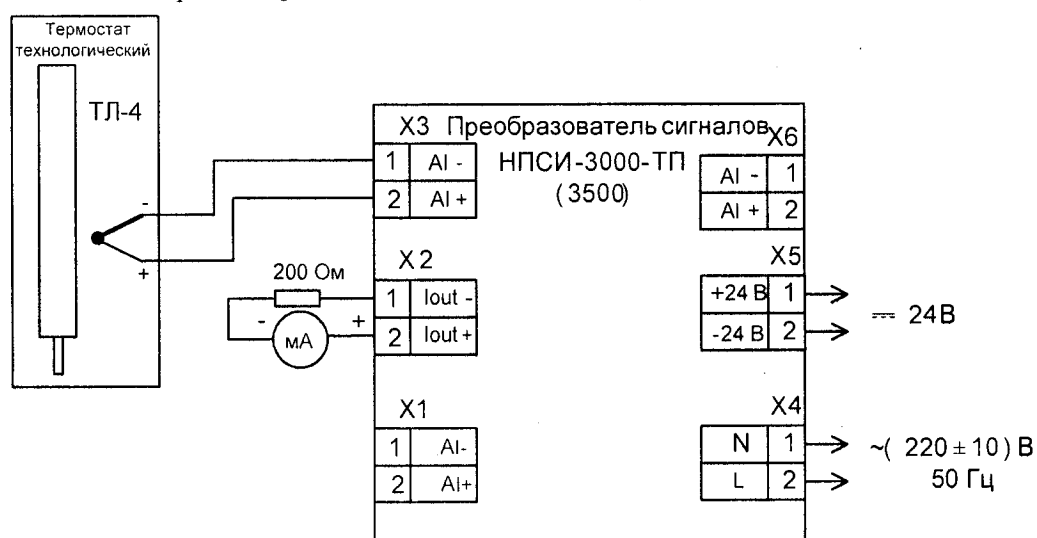 Термостат
технологический
ТЛ-4
-
+
X3 Преобразователь сигналов
НПСИ-3000-ТП
(3500)
1 AI -
2 AI +
X2
200 Ом
1 Iout -
2 Iout +
- +
мА
X1
1 AI-
2 AI+
X6
AI - 1
AI + 2
X5
+24 В 1
-24 В 2
⎓ 24В
X4
N 1
L 2
~( 220 ± 10 ) В
50 Гц